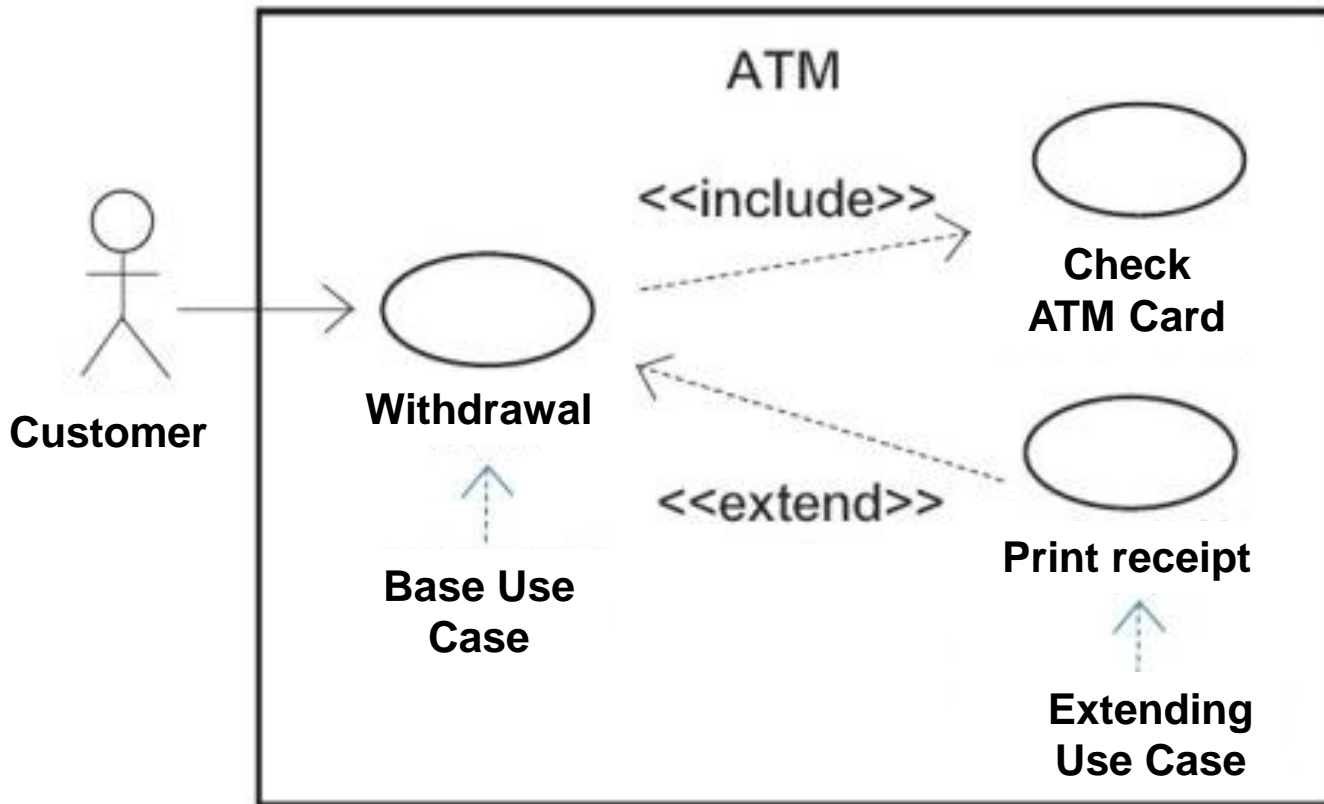 ATM
<<include>>
Check
ATM Card
Customer
Withdrawal
<<extend>>
Print receipt
Base Use
Case
Extending
Use Case